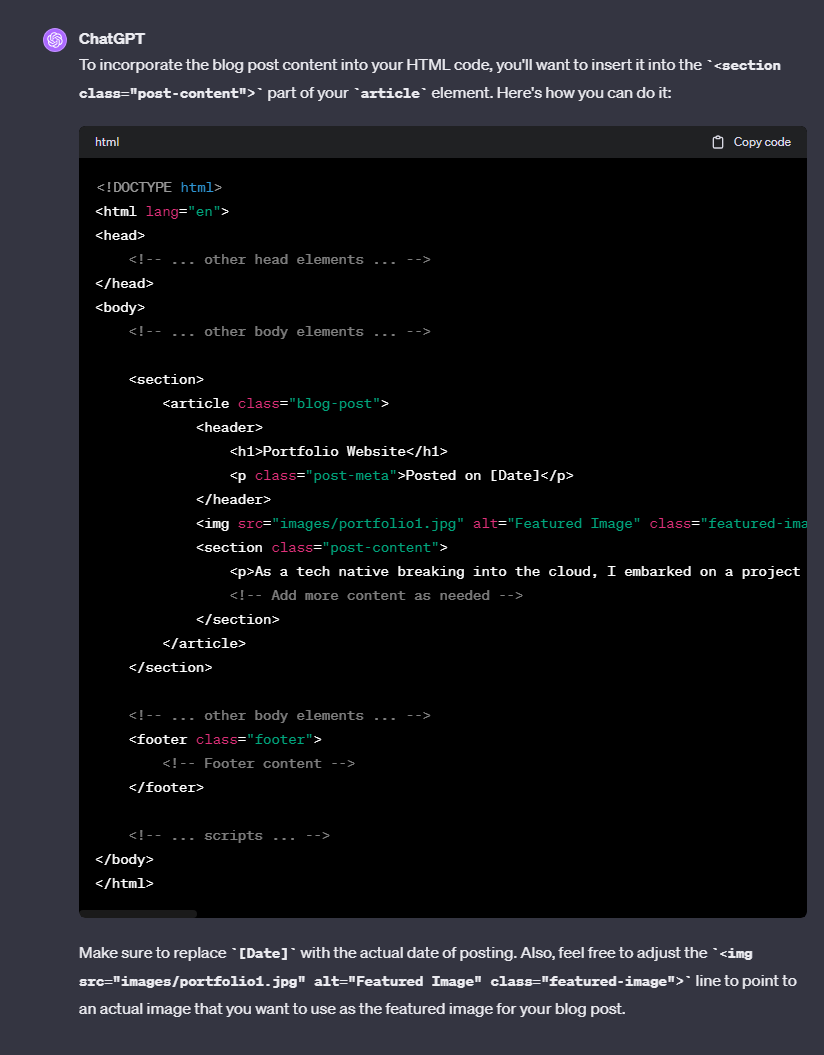 ChatGPT
To incorporate the blog post content into your HTML code, you'll want to insert it into the `<section
class="post-content">` part of your `article` element. Here's how you can do it:
html Copy code
<!DOCTYPE html>
<html lang="en">
<head>
    <!-- ... other head elements ... -->
</head>
<body>
    <!-- ... other body elements ... -->
    <section>
        <article class="blog-post">
            <header>
                <h1>Portfolio Website</h1>
                <p class="post-meta">Posted on [Date]</p>
            </header>
            <img src="images/portfolio1.jpg" alt="Featured Image" class="featured-ima
            <section class="post-content">
                <p>As a tech native breaking into the cloud, I embarked on a project
                <!-- Add more content as needed -->
            </section>
        </article>
    </section>
    <!-- ... other body elements ... -->
    <footer class="footer">
        <!-- Footer content -->
    </footer>
    <!-- ... scripts ... -->
</body>
</html>
Make sure to replace `[Date]` with the actual date of posting. Also, feel free to adjust the `<img
src="images/portfolio1.jpg" alt="Featured Image" class="featured-image">` line to point to
an actual image that you want to use as the featured image for your blog post.